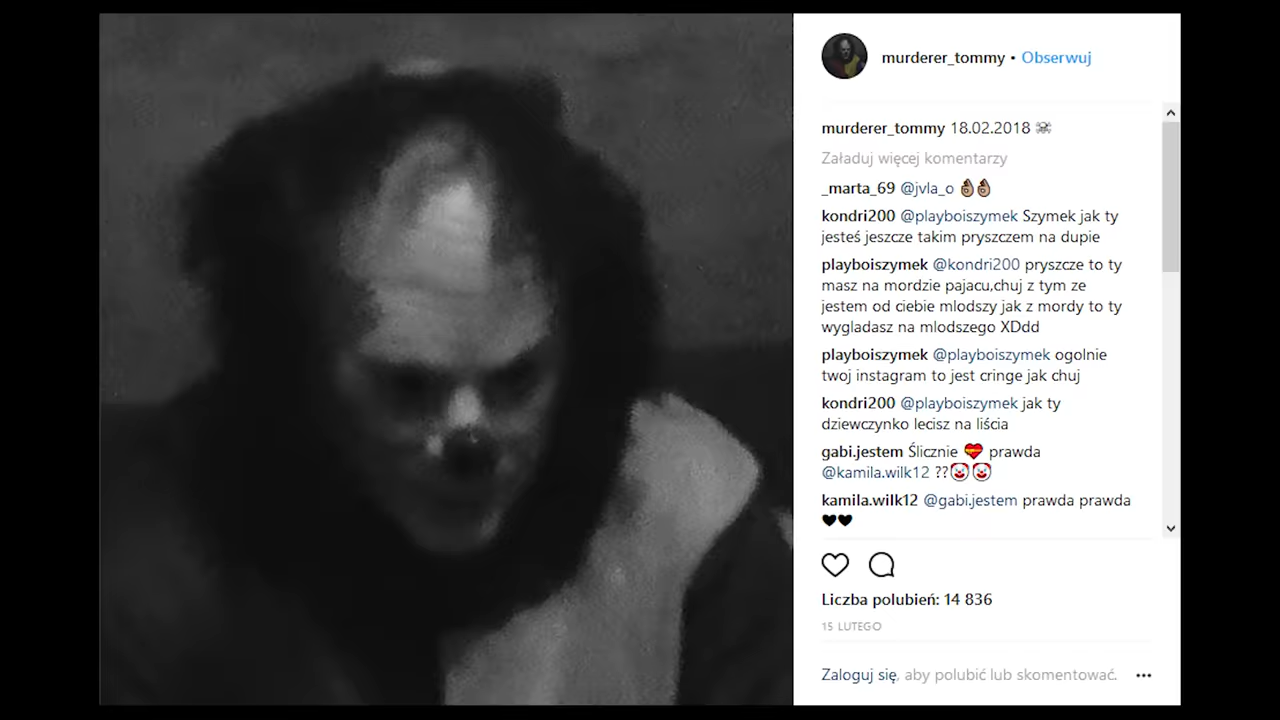 murderer_tommy • Obserwuj
murderer_tommy 18.02.2018 ☠
Załaduj więcej komentarzy
_marta_69 @jvla_o 👌🏽👌🏽
kondri200 @playboiszymek Szymek jak ty
jesteś jeszcze takim pryszczem na dupie
playboiszymek @kondri200 pryszcze to ty
masz na mordzie pajacu,chuj z tym ze
jestem od ciebie mlodszy jak z mordy to ty
wygladasz na mlodszego XDdd
playboiszymek @playboiszymek ogolnie
twoj instagram to jest cringe jak chuj
kondri200 @playboiszymek jak ty
dziewczynko lecisz na liścia
gabi.jestem Ślicznie 💝 prawda
@kamila.wilk12 ??🤡🤡
kamila.wilk12 @gabi.jestem prawda prawda
🖤🖤
Liczba polubień: 14 836
15 LUTEGO
Zaloguj się, aby polubić lub skomentować. •••